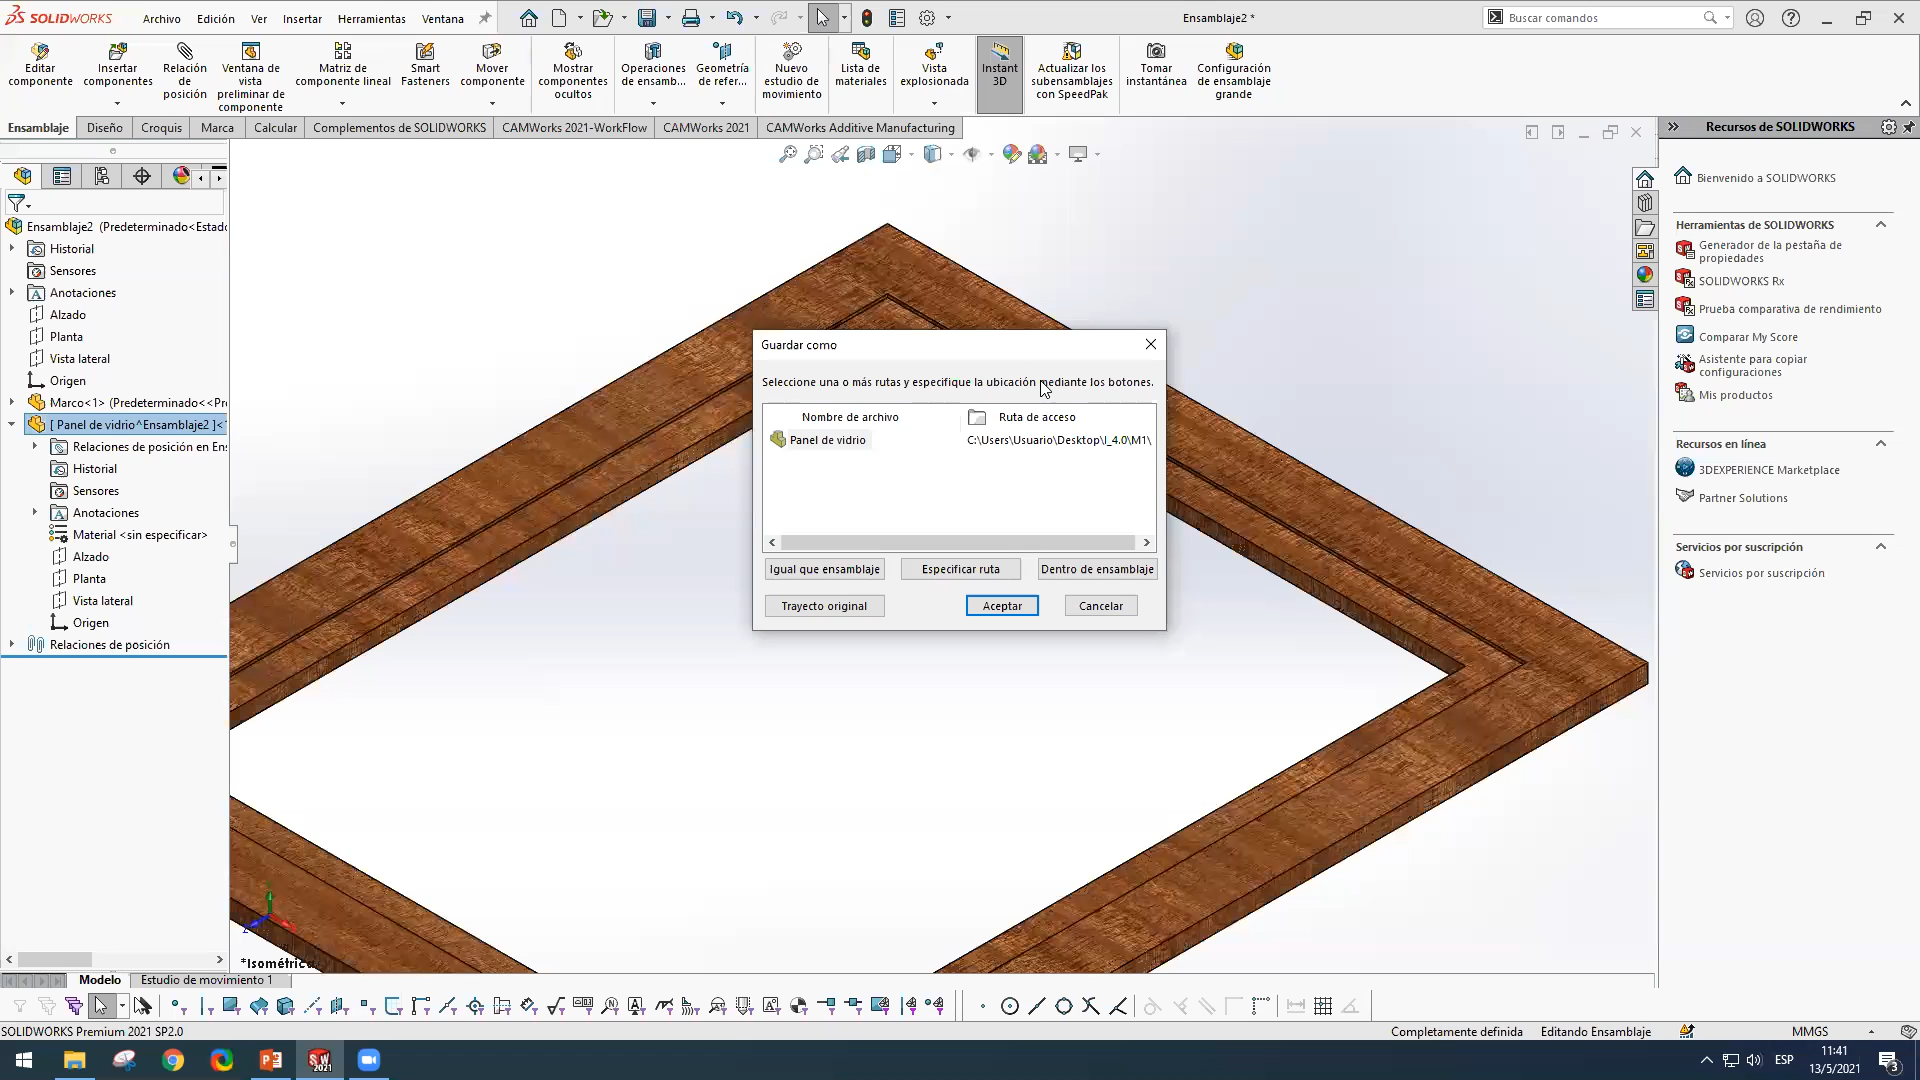 SOLIDWORKS Archivo Edición Ver Insertar Herramientas Ventana Ensamblaje2 * Buscar comandos
Editar componente
Insertar componentes
Relación de posición
Ventana de vista preliminar de componente
Matriz de componente lineal
Smart Fasteners
Mover componente
Mostrar componentes ocultos
Operaciones de ensamb...
Geometría de refer...
Nuevo estudio de movimiento
Lista de materiales
Vista explosionada
Instant 3D
Actualizar los subensamblajes con SpeedPak
Tomar instantánea
Configuración de ensamblaje grande
Ensamblaje Diseño Croquis Marca Calcular Complementos de SOLIDWORKS CAMWorks 2021-WorkFlow CAMWorks 2021 CAMWorks Additive Manufacturing
Ensamblaje2 (Predeterminado<Estado
Historial
Sensores
Anotaciones
Alzado
Planta
Vista lateral
Origen
Marco<1> (Predeterminado<<Pr
[ Panel de vidrio^Ensamblaje2 ]<1
Relaciones de posición en En
Historial
Sensores
Anotaciones
Material <sin especificar>
Alzado
Planta
Vista lateral
Origen
Relaciones de posición
Guardar como
Seleccione una o más rutas y especifique la ubicación mediante los botones.
Nombre de archivo Ruta de acceso
Panel de vidrio C:\Users\Usuario\Desktop\I_4.0\M1\
Igual que ensamblaje Especificar ruta Dentro de ensamblaje
Trayecto original Aceptar Cancelar
*Isométrica
Recursos de SOLIDWORKS
Bienvenido a SOLIDWORKS
Herramientas de SOLIDWORKS
Generador de la pestaña de
propiedades
SOLIDWORKS Rx
Prueba comparativa de rendimiento
Comparar My Score
Asistente para copiar
configuraciones
Mis productos
Recursos en línea
3DEXPERIENCE Marketplace
Partner Solutions
Servicios por suscripción
Servicios por suscripción
Modelo Estudio de movimiento 1
SOLIDWORKS Premium 2021 SP2.0 Completamente definida Editando Ensamblaje MMGS
ESP 11:41
13/5/2021
3